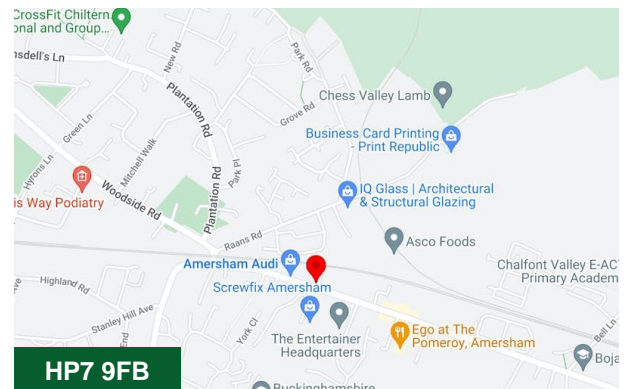 CrossFit Chiltern
onal and Group...
nsdell's Ln
New Rd
Park Rd
Plantation Rd
Green Ln
Hyrons Ln
Mitchell Walk
Grove Rd
Park Pl
Plantation Rd
Chess Valley Lamb
Business Card Printing
- Print Republic
is Way Podiatry
Woodside Rd
IQ Glass | Architectural
& Structural Glazing
Raans Rd
Asco Foods
Amersham Audi
Screwfix Amersham
Chalfont Valley E-ACT
Primary Academ
Highland Rd
Ave
Stanley Hill Ave
York Cl
End
The Entertainer
Headquarters
Ego at The
Pomeroy, Amersham
Bell Ln
Boja
Buckinghamshire
HP7 9FB